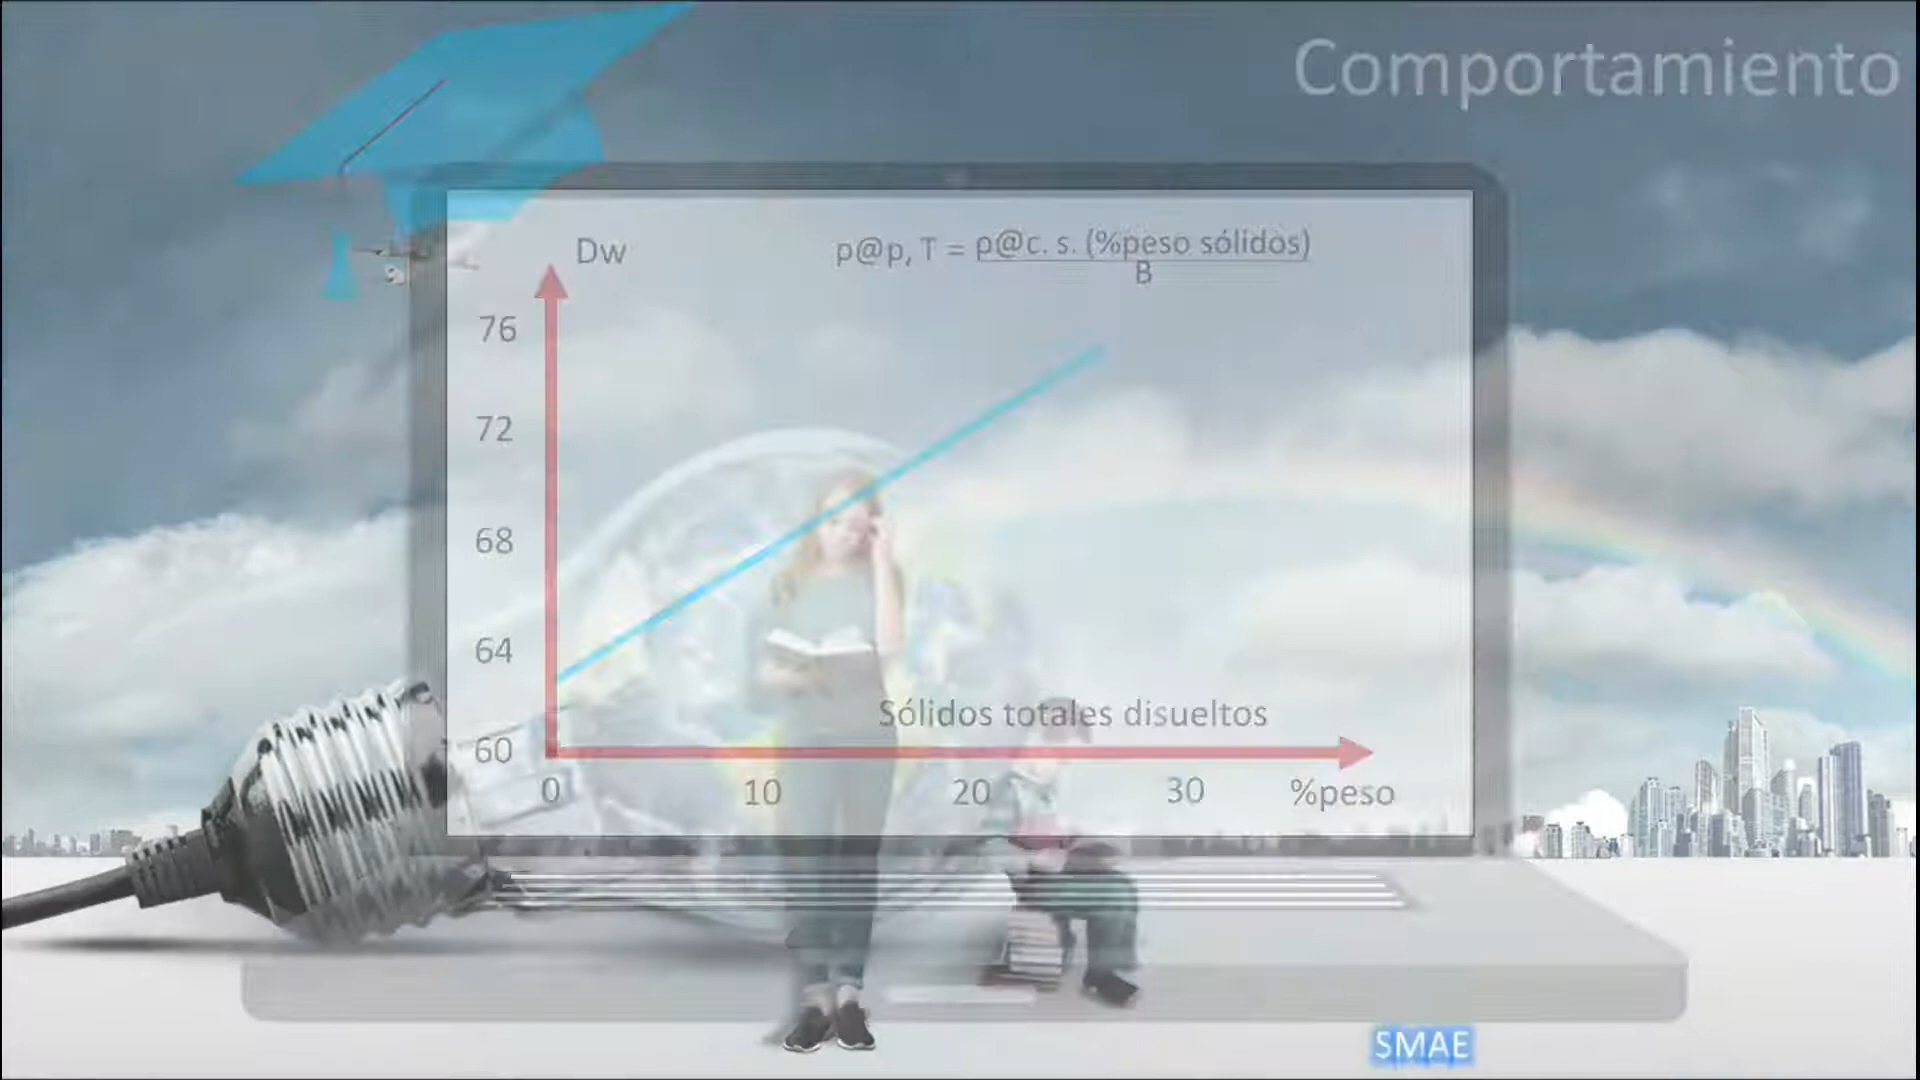 Comportamiento
Dw
ρ@p, T = ρ@c. s. (%peso sólidos)
B
76
72
68
64
60
Sólidos totales disueltos
0 10 20 30 %peso
SMAE